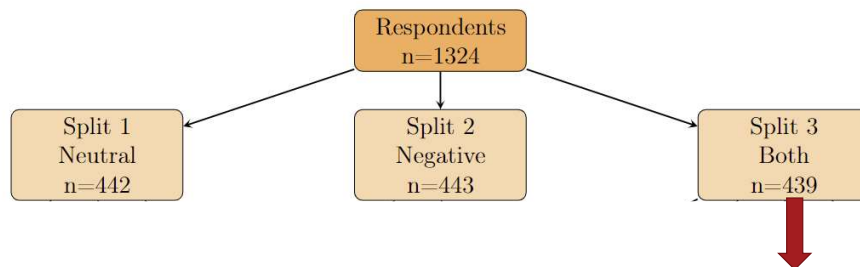 Respondents
n=1324
Split 1
Neutral
n=442
Split 2
Negative
n=443
Split 3
Both
n=439